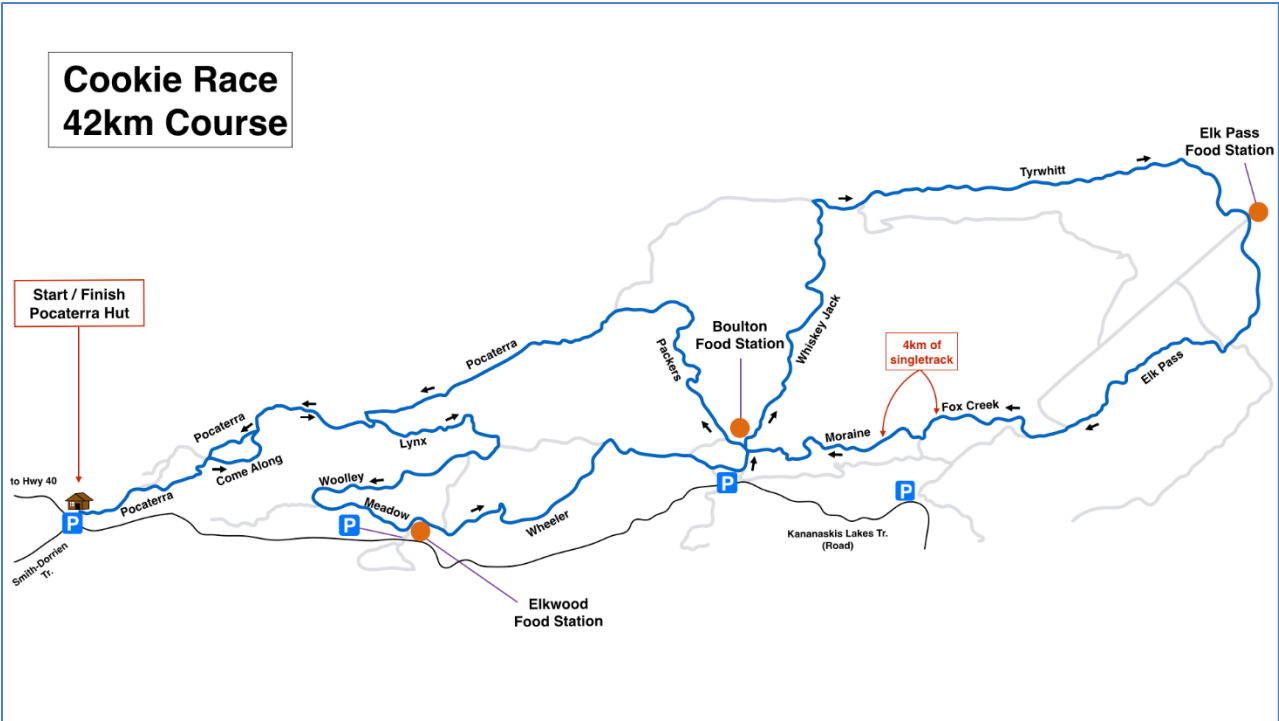 Cookie Race
42km Course
Elk Pass
Food Station
Tyrwhitt
Start / Finish
Pocaterra Hut
Whiskey Jack
Boulton
Food Station
Packers
Pocaterra
4km of
singletrack
Elk Pass
Fox Creek
Moraine
Pocaterra
Lynx
Come Along
Woolley
to Hwy 40
Pocaterra
Meadow
Wheeler
P
P
P
P
Kananaskis Lakes Tr.
(Road)
Smith-Dorrien
Tr.
Elkwood
Food Station